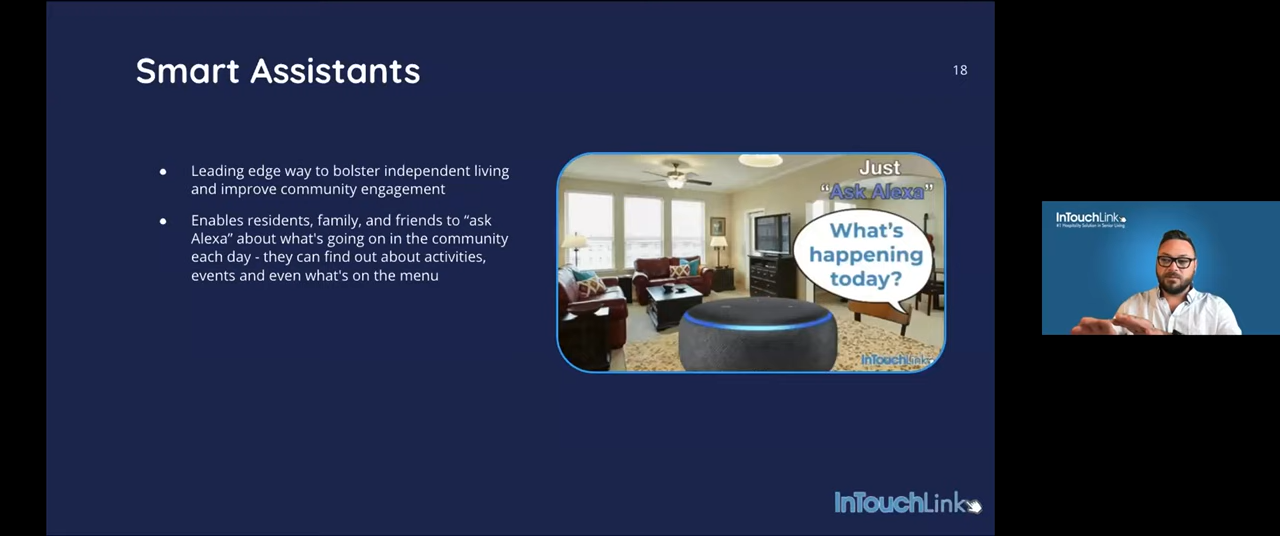 Smart Assistants
18
● Leading edge way to bolster independent living
and improve community engagement
● Enables residents, family, and friends to “ask
Alexa” about what's going on in the community
each day - they can find out about activities,
events and even what's on the menu
Just
“Ask Alexa”
What's
happening
today?
InTouchLink
InTouchLink
InTouchLink
#1 Hospitality Solution in Senior Living